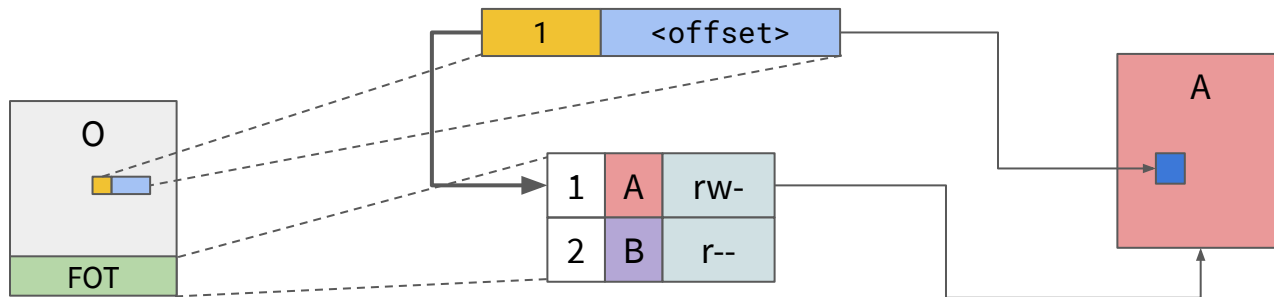 1 <offset>
O
A
1 A rw-
2 B r--
FOT